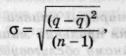 σ = √((q − q̄)² / (n − 1)),